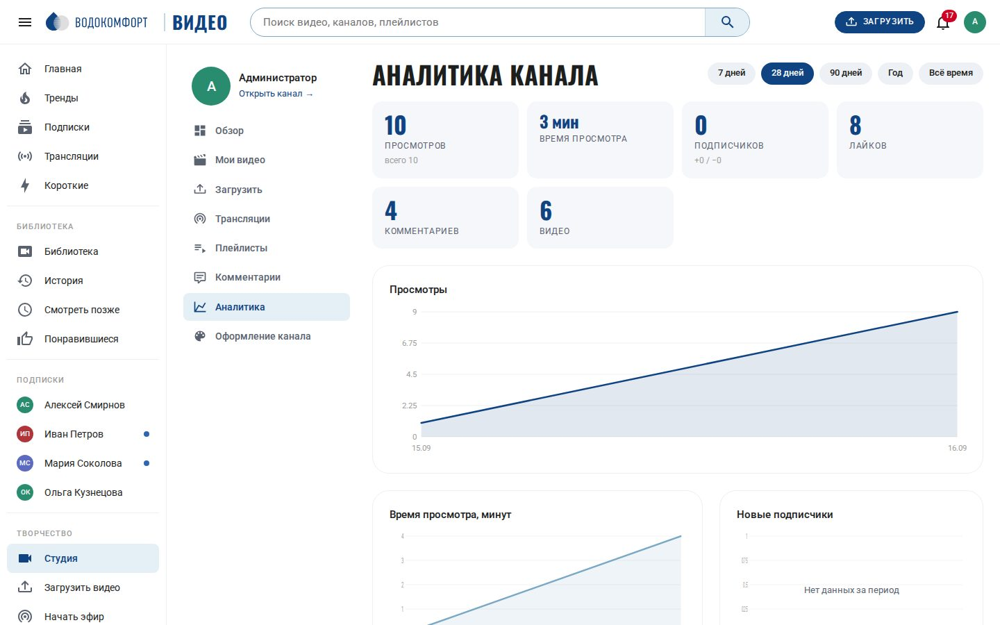 ВОДОКОМФОРТ
ВИДЕО
Поиск видео, каналов, плейлистов
ЗАГРУЗИТЬ
17
А
Главная
Тренды
Подписки
Трансляции
Короткие
БИБЛИОТЕКА
Библиотека
История
Смотреть позже
Понравившиеся
ПОДПИСКИ
АС
Алексей Смирнов
ИП
Иван Петров
МС
Мария Соколова
ОК
Ольга Кузнецова
ТВОРЧЕСТВО
Студия
Загрузить видео
Начать эфир
А
Администратор
Открыть канал →
Обзор
Мои видео
Загрузить
Трансляции
Плейлисты
Комментарии
Аналитика
Оформление канала
АНАЛИТИКА КАНАЛА
7 дней
28 дней
90 дней
Год
Всё время
10
ПРОСМОТРОВ
всего 10
3 мин
ВРЕМЯ ПРОСМОТРА
0
ПОДПИСЧИКОВ
+0 / −0
8
ЛАЙКОВ
4
КОММЕНТАРИЕВ
6
ВИДЕО
Просмотры
9
6.75
4.5
2.25
0
15.09
16.09
Время просмотра, минут
4
3
2
1
Новые подписчики
1
0.75
0.5
0.25
Нет данных за период